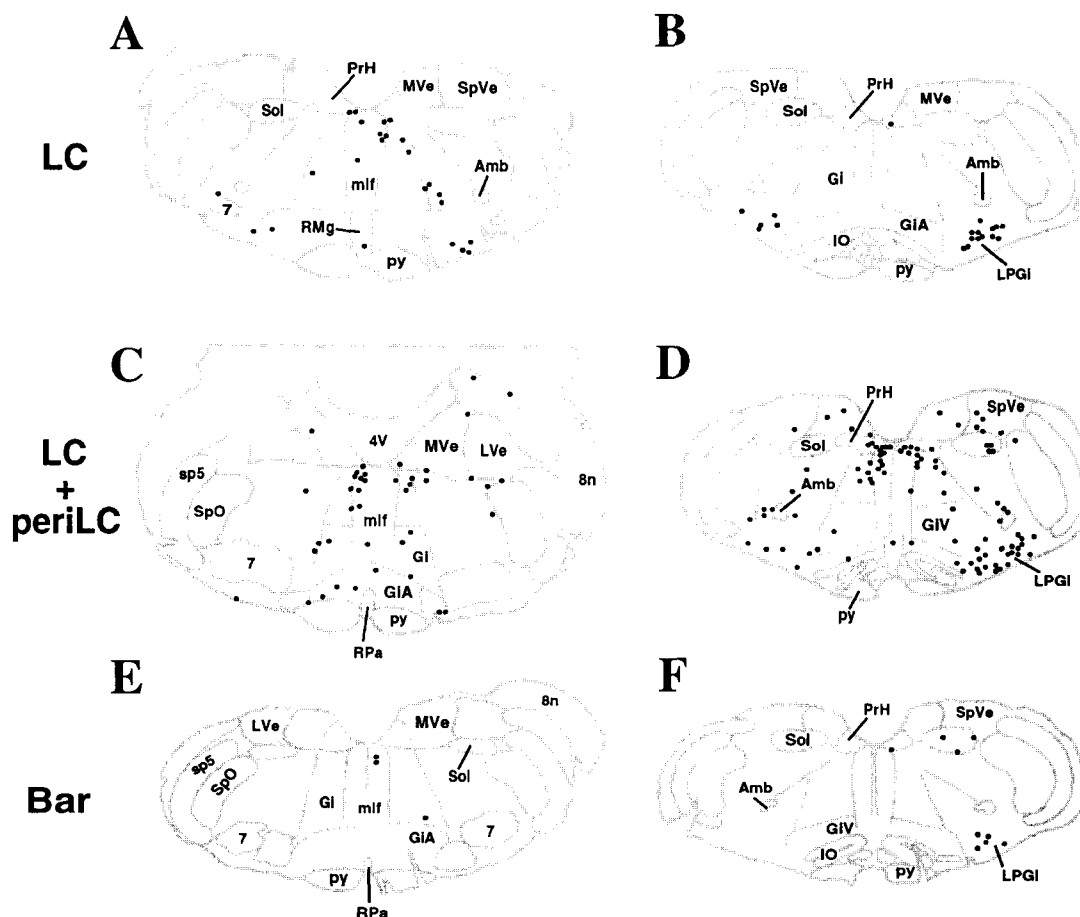 A
B
PrH
MVe
SpVe
Sol
LC
mlf
Amb
7
RMg
py
SpVe
Sol
PrH
MVe
Gi
Amb
IO
GiA
py
LPGi
C
D
LC
+
periLC
4V
MVe
LVe
sp5
SpO
8n
mlf
7
Gi
GiA
py
RPa
PrH
SpVe
Sol
Amb
GiV
LPGi
py
E
F
Bar
LVe
MVe
8n
sp5
SpO
Sol
Gi
mlf
7
GiA
7
py
RPa
PrH
SpVe
Sol
Amb
GiV
IO
py
LPGi